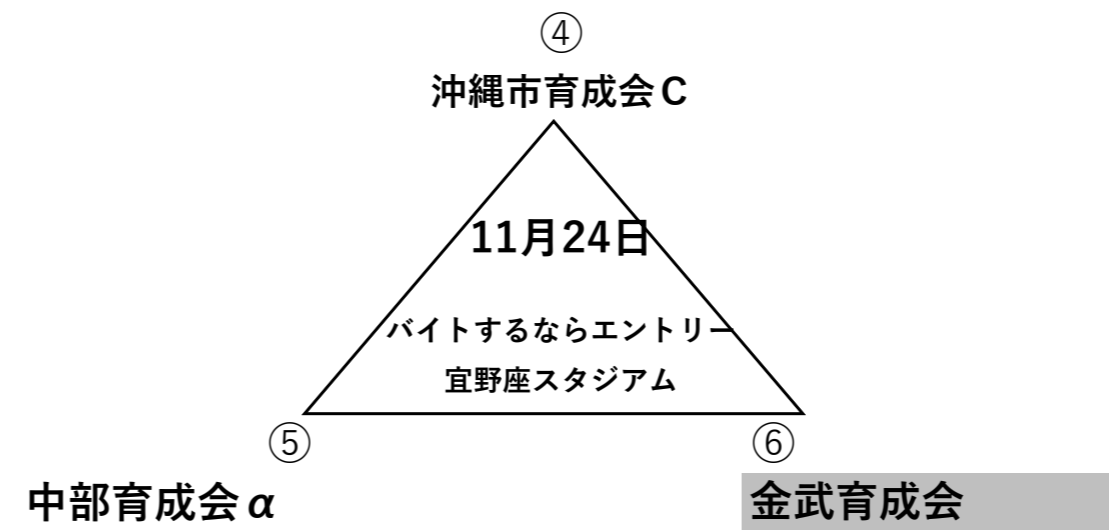 ④
沖縄市育成会C
11月24日
バイトするならエントリー
宜野座スタジアム
⑤
⑥
中部育成会α
金武育成会